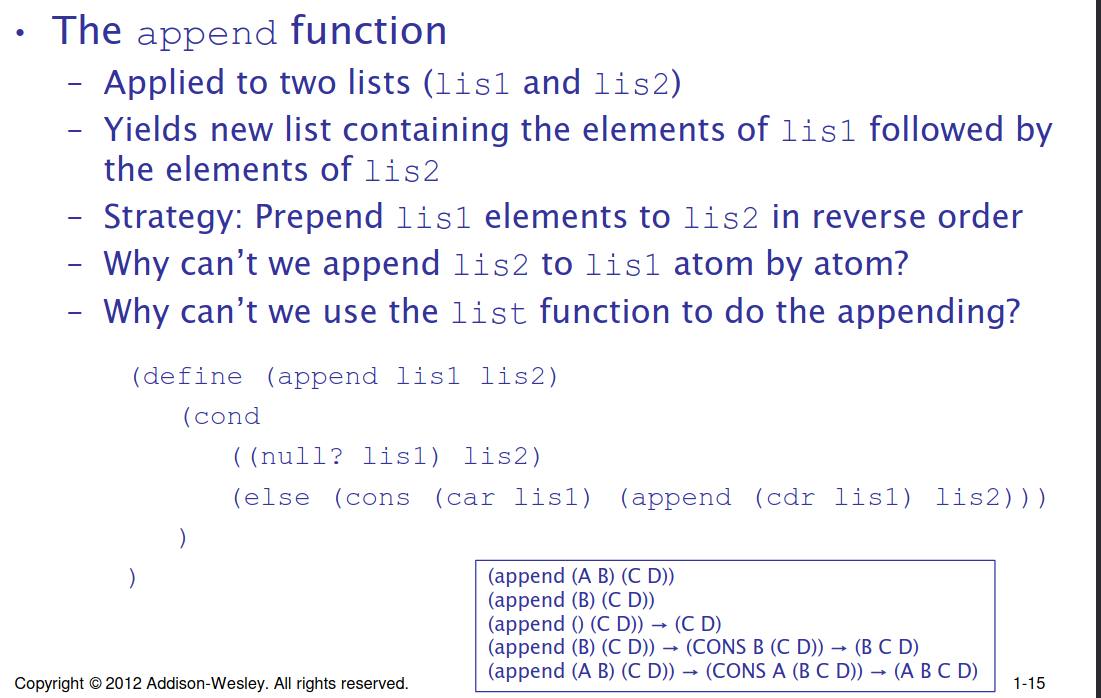 • The append function
– Applied to two lists (lis1 and lis2)
– Yields new list containing the elements of lis1 followed by
the elements of lis2
– Strategy: Prepend lis1 elements to lis2 in reverse order
– Why can’t we append lis2 to lis1 atom by atom?
– Why can’t we use the list function to do the appending?
(define (append lis1 lis2)
(cond
((null? lis1) lis2)
(else (cons (car lis1) (append (cdr lis1) lis2)))
)
)
(append (A B) (C D))
(append (B) (C D))
(append () (C D)) → (C D)
(append (B) (C D)) → (CONS B (C D)) → (B C D)
(append (A B) (C D)) → (CONS A (B C D)) → (A B C D)
Copyright © 2012 Addison-Wesley. All rights reserved.
1-15